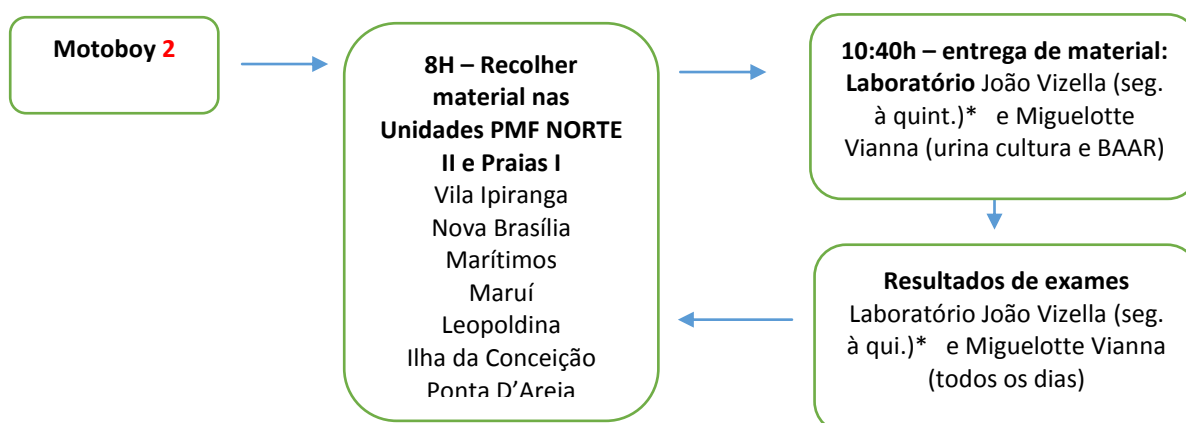 Motoboy 2
8H – Recolher
material nas
Unidades PMF NORTE
II e Praias I
Vila Ipiranga
Nova Brasília
Marítimos
Maruí
Leopoldina
Ilha da Conceição
Ponta D’Areia
10:40h – entrega de material:
Laboratório João Vizella (seg.
à quint.)* e Miguelotte
Vianna (urina cultura e BAAR)
Resultados de exames
Laboratório João Vizella (seg.
à qui.)* e Miguelotte Vianna
(todos os dias)